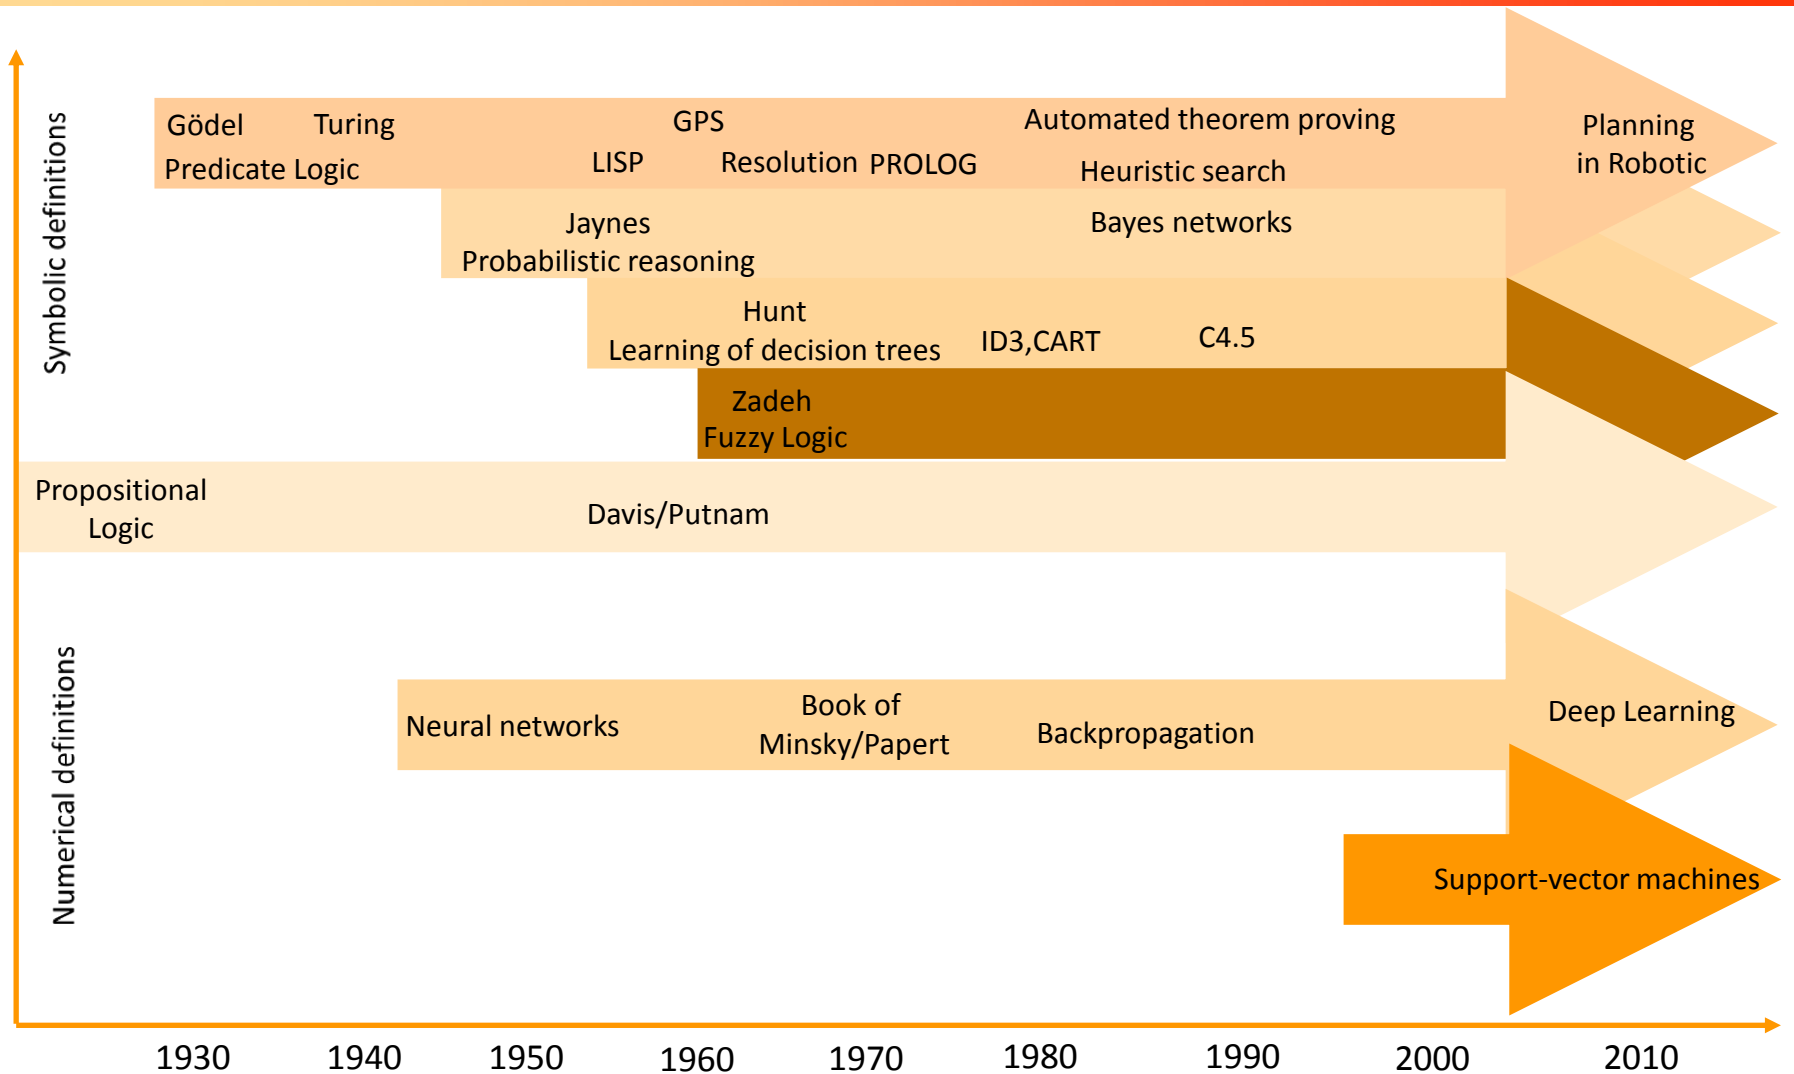 Symbolic definitions
Gödel
Turing
GPS
Automated theorem proving
Planning
in Robotic
Predicate Logic
LISP
Resolution
PROLOG
Heuristic search
Jaynes
Probabilistic reasoning
Bayes networks
Hunt
Learning of decision trees
ID3,CART
C4.5
Zadeh
Fuzzy Logic
Propositional
Logic
Davis/Putnam
Numerical definitions
Neural networks
Book of
Minsky/Papert
Backpropagation
Deep Learning
Support-vector machines
1930 1940 1950 1960 1970 1980 1990 2000 2010